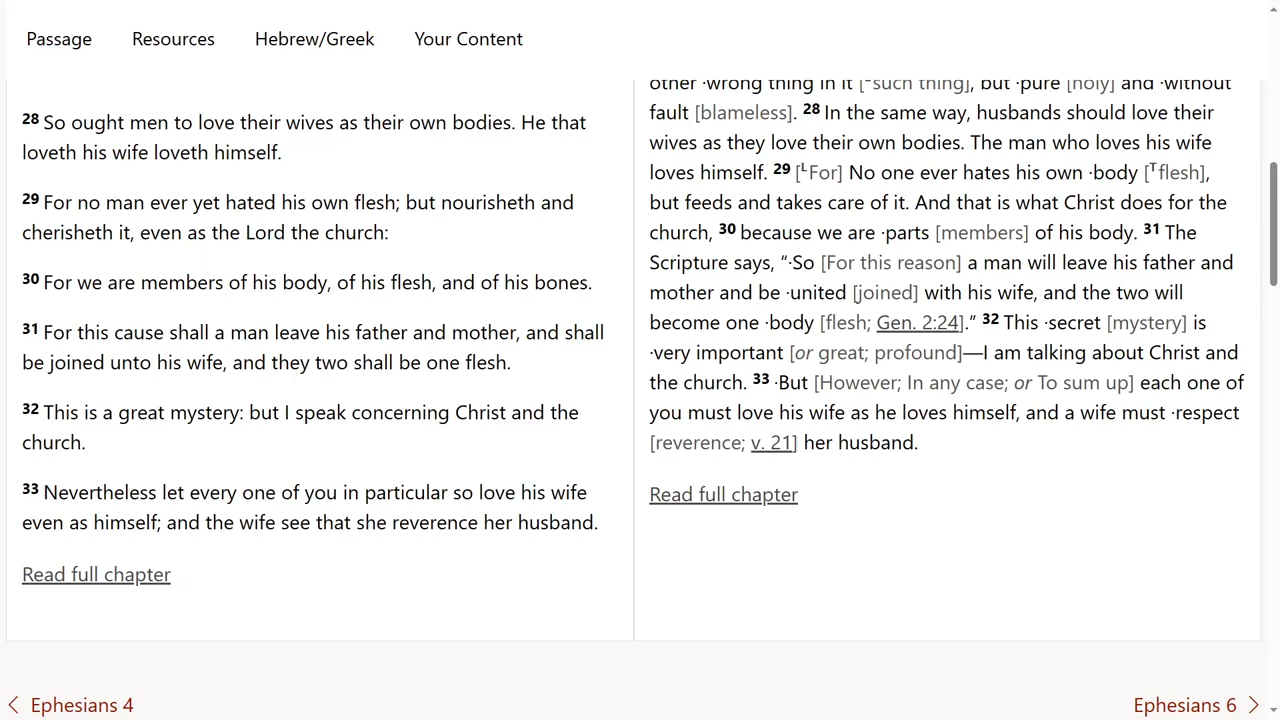 Passage
Resources
Hebrew/Greek
Your Content
28 So ought men to love their wives as their own bodies. He that
loveth his wife loveth himself.
29 For no man ever yet hated his own flesh; but nourisheth and
cherisheth it, even as the Lord the church:
30 For we are members of his body, of his flesh, and of his bones.
31 For this cause shall a man leave his father and mother, and shall
be joined unto his wife, and they two shall be one flesh.
32 This is a great mystery: but I speak concerning Christ and the
church.
33 Nevertheless let every one of you in particular so love his wife
even as himself; and the wife see that she reverence her husband.
Read full chapter
other ·wrong thing in it [L such thing], but ·pure [holy] and ·without
fault [blameless]. 28 In the same way, husbands should love their
wives as they love their own bodies. The man who loves his wife
loves himself. 29 [L For] No one ever hates his own ·body [T flesh],
but feeds and takes care of it. And that is what Christ does for the
church, 30 because we are ·parts [members] of his body. 31 The
Scripture says, “·So [For this reason] a man will leave his father and
mother and be ·united [joined] with his wife, and the two will
become one ·body [flesh; Gen. 2:24].” 32 This ·secret [mystery] is
·very important [or great; profound]—I am talking about Christ and
the church. 33 ·But [However; In any case; or To sum up] each one of
you must love his wife as he loves himself, and a wife must ·respect
[reverence; v. 21] her husband.
Read full chapter
Ephesians 4
Ephesians 6